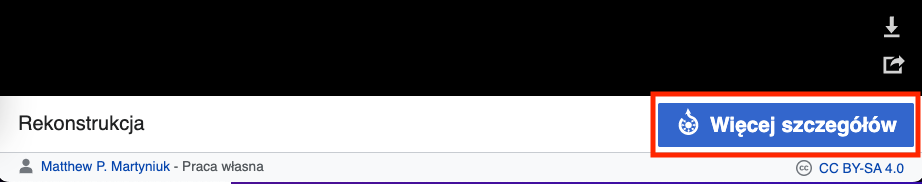 Rekonstrukcja
Więcej szczegółów
Matthew P. Martyniuk - Praca własna
CC BY-SA 4.0